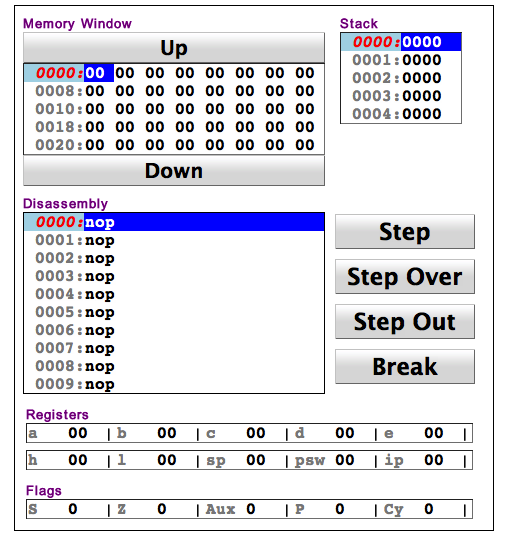 Memory Window
Up
0000:00 00 00 00 00 00 00 00
0008:00 00 00 00 00 00 00 00
0010:00 00 00 00 00 00 00 00
0018:00 00 00 00 00 00 00 00
0020:00 00 00 00 00 00 00 00
Down
Stack
0000:0000
0001:0000
0002:0000
0003:0000
0004:0000
Disassembly
0000:nop
0001:nop
0002:nop
0003:nop
0004:nop
0005:nop
0006:nop
0007:nop
0008:nop
0009:nop
Step
Step Over
Step Out
Break
Registers
a 00 | b 00 | c 00 | d 00 | e 00 |
h 00 | l 00 | sp 00 | psw 00 | ip 00 |
Flags
S 0 | Z 0 | Aux 0 | P 0 | Cy 0 |